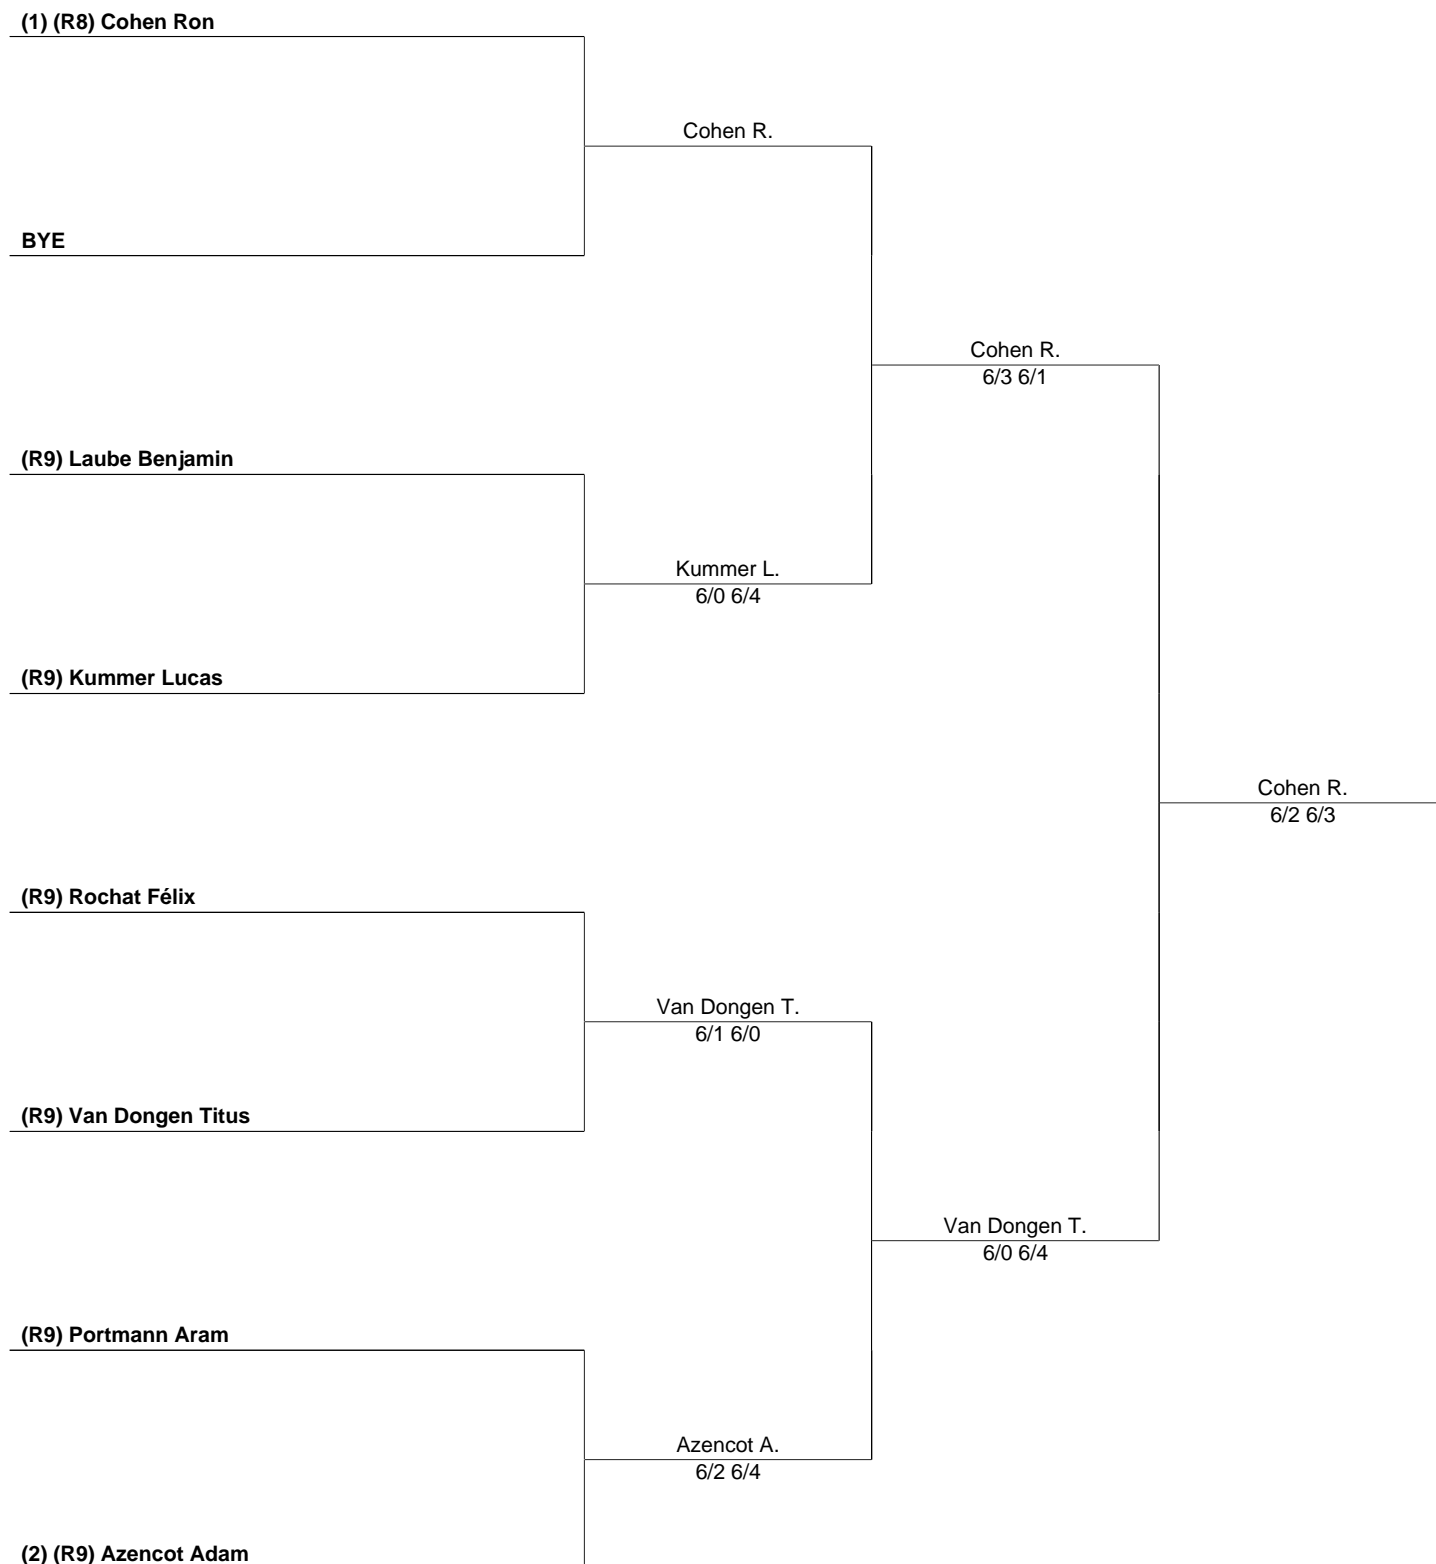 (1) (R8) Cohen Ron
Cohen R.
BYE
Cohen R.
6/3 6/1
(R9) Laube Benjamin
Kummer L.
6/0 6/4
(R9) Kummer Lucas
Cohen R.
6/2 6/3
(R9) Rochat Félix
Van Dongen T.
6/1 6/0
(R9) Van Dongen Titus
Van Dongen T.
6/0 6/4
(R9) Portmann Aram
Azencot A.
6/2 6/4
(2) (R9) Azencot Adam